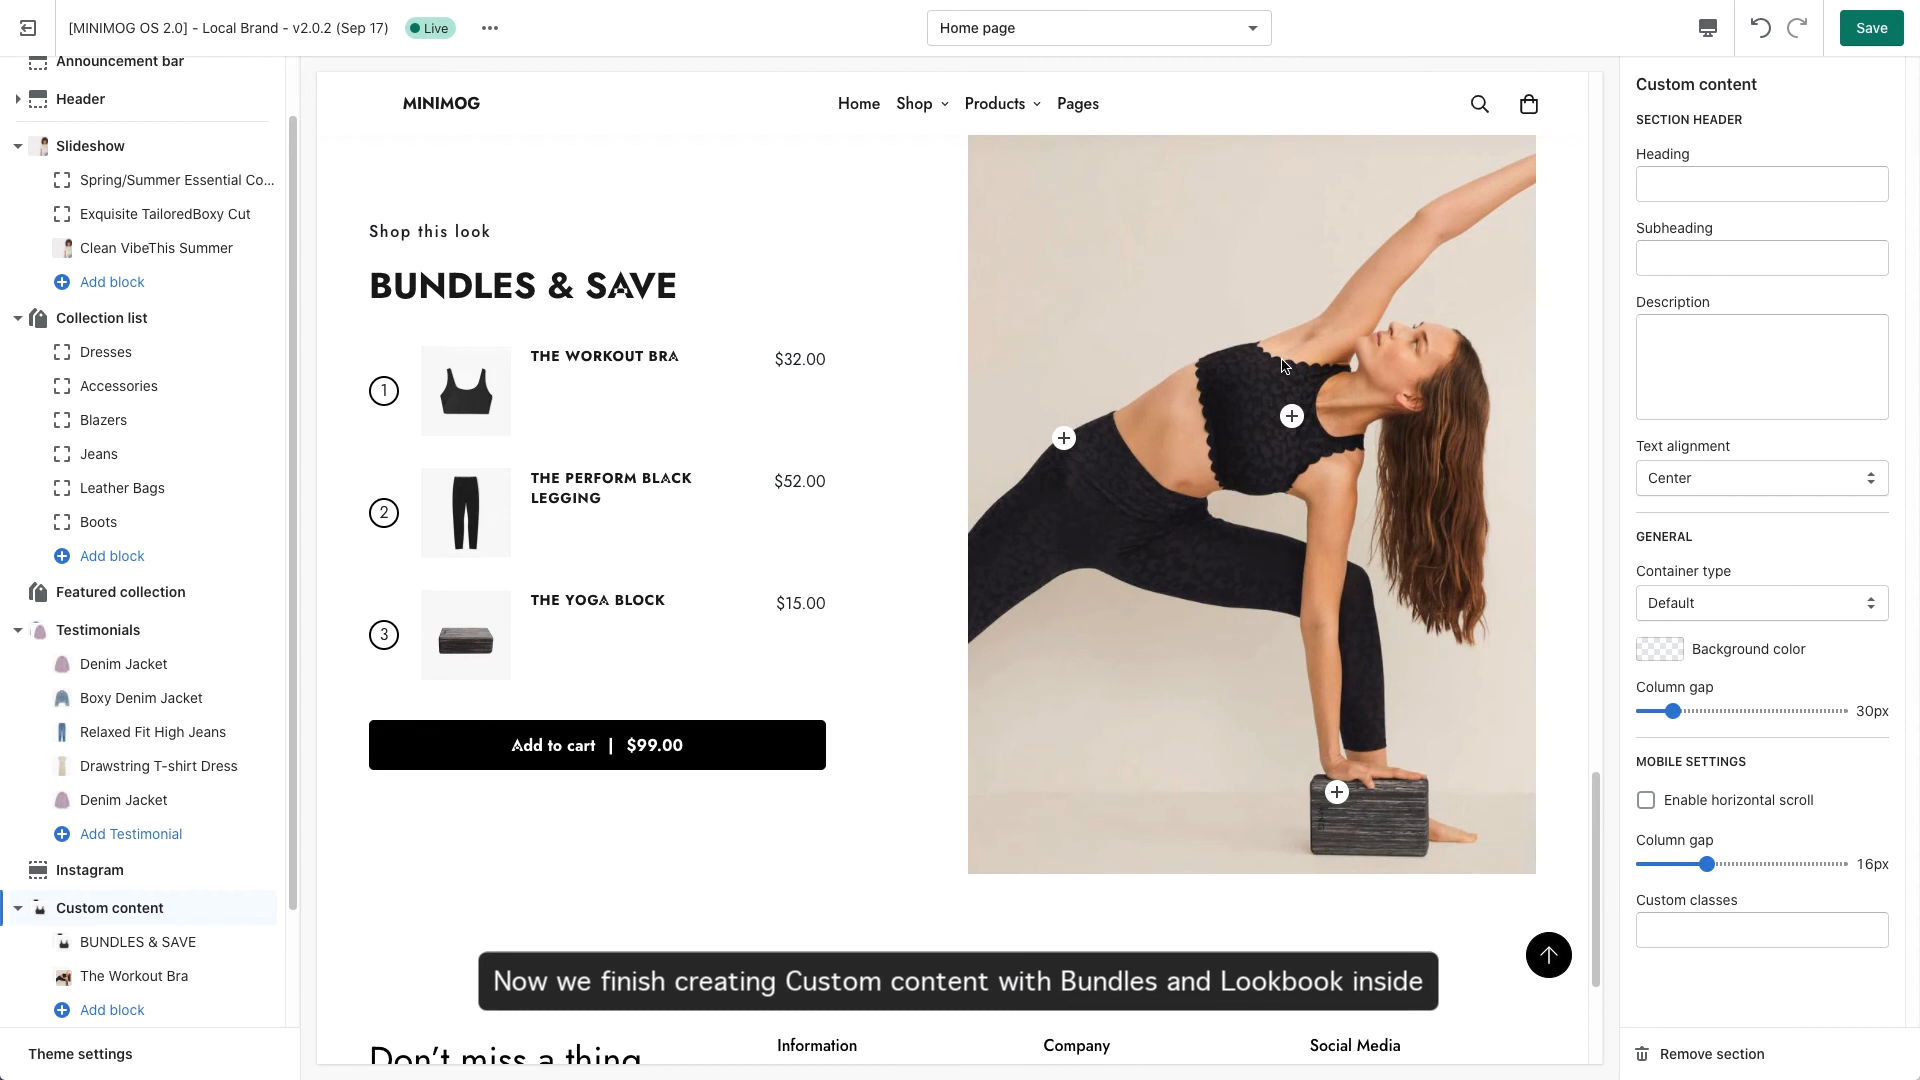 [MINIMOG OS 2.0] - Local Brand - v2.0.2 (Sep 17)
Live
Home page
Save
Announcement bar
Header
Slideshow
Spring/Summer Essential Co...
Exquisite TailoredBoxy Cut
Clean VibeThis Summer
Add block
Collection list
Dresses
Accessories
Blazers
Jeans
Leather Bags
Boots
Add block
Featured collection
Testimonials
Denim Jacket
Boxy Denim Jacket
Relaxed Fit High Jeans
Drawstring T-shirt Dress
Denim Jacket
Add Testimonial
Instagram
Custom content
BUNDLES & SAVE
The Workout Bra
Add block
Theme settings
MINIMOG
Home Shop Products Pages
Shop this look
BUNDLES & SAVE
1
THE WORKOUT BRA
$32.00
2
THE PERFORM BLACK
LEGGING
$52.00
3
THE YOGA BLOCK
$15.00
Add to cart | $99.00
Now we finish creating Custom content with Bundles and Lookbook inside
Don't miss a thing
Information
Company
Social Media
Custom content
SECTION HEADER
Heading
Subheading
Description
Text alignment
Center
GENERAL
Container type
Default
Background color
Column gap
30px
MOBILE SETTINGS
Enable horizontal scroll
Column gap
16px
Custom classes
Remove section